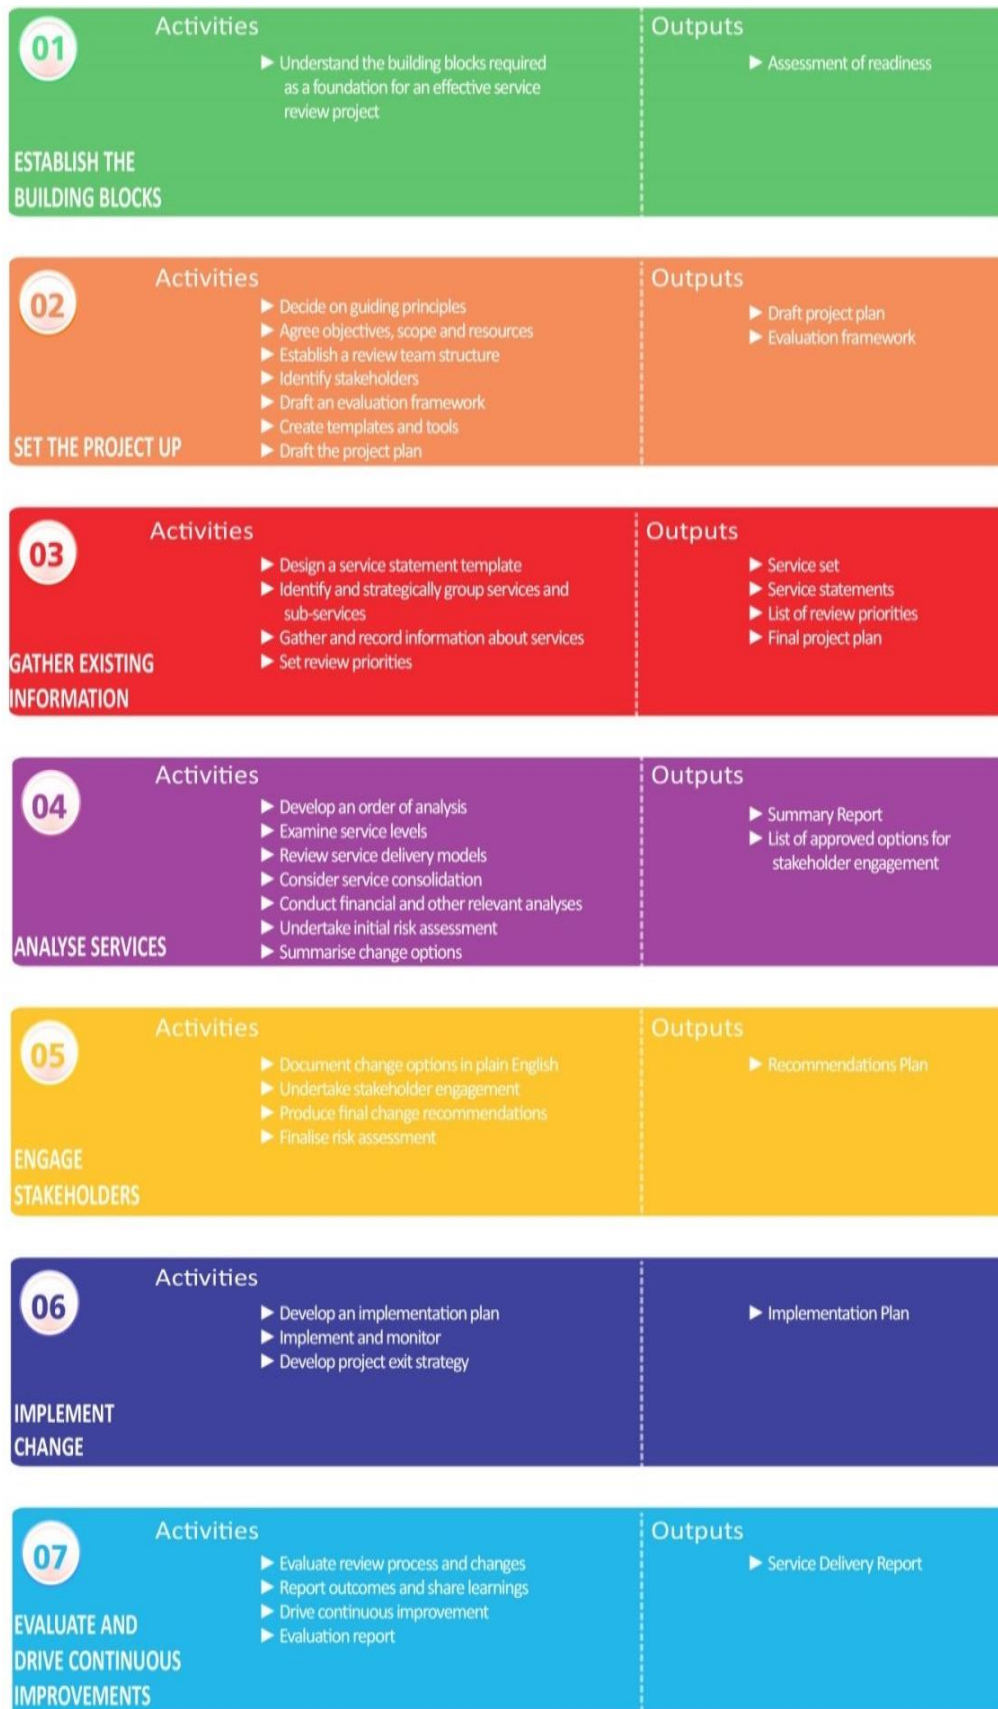 01
Activities
▶ Understand the building blocks required
as a foundation for an effective service
review project
Outputs
▶ Assessment of readiness
ESTABLISH THE
BUILDING BLOCKS
02
Activities
▶ Decide on guiding principles
▶ Agree objectives, scope and resources
▶ Establish a review team structure
▶ Identify stakeholders
▶ Draft an evaluation framework
▶ Create templates and tools
▶ Draft the project plan
Outputs
▶ Draft project plan
▶ Evaluation framework
SET THE PROJECT UP
03
Activities
▶ Design a service statement template
▶ Identify and strategically group services and
sub-services
▶ Gather and record information about services
▶ Set review priorities
Outputs
▶ Service set
▶ Service statements
▶ List of review priorities
▶ Final project plan
GATHER EXISTING
INFORMATION
04
Activities
▶ Develop an order of analysis
▶ Examine service levels
▶ Review service delivery models
▶ Consider service consolidation
▶ Conduct financial and other relevant analyses
▶ Undertake initial risk assessment
▶ Summarise change options
Outputs
▶ Summary Report
▶ List of approved options for
stakeholder engagement
ANALYSE SERVICES
05
Activities
▶ Document change options in plain English
▶ Undertake stakeholder engagement
▶ Produce final change recommendations
▶ Finalise risk assessment
Outputs
▶ Recommendations Plan
ENGAGE
STAKEHOLDERS
06
Activities
▶ Develop an implementation plan
▶ Implement and monitor
▶ Develop project exit strategy
▶ Implementation Plan
IMPLEMENT
CHANGE
07
Activities
▶ Evaluate review process and changes
▶ Report outcomes and share learnings
▶ Drive continuous improvement
▶ Evaluation report
Outputs
▶ Service Delivery Report
EVALUATE AND
DRIVE CONTINUOUS
IMPROVEMENTS